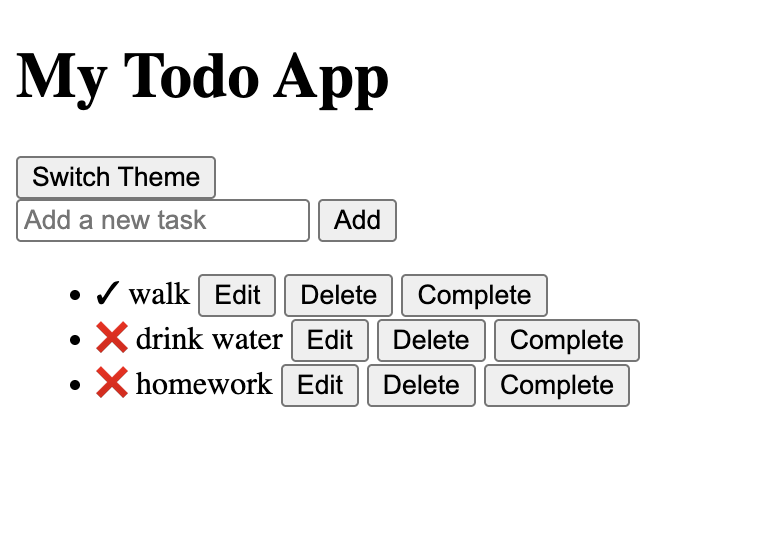 My Todo App
Switch Theme
Add a new task Add
• ✓ walk Edit Delete Complete
• ❌ drink water Edit Delete Complete
• ❌ homework Edit Delete Complete